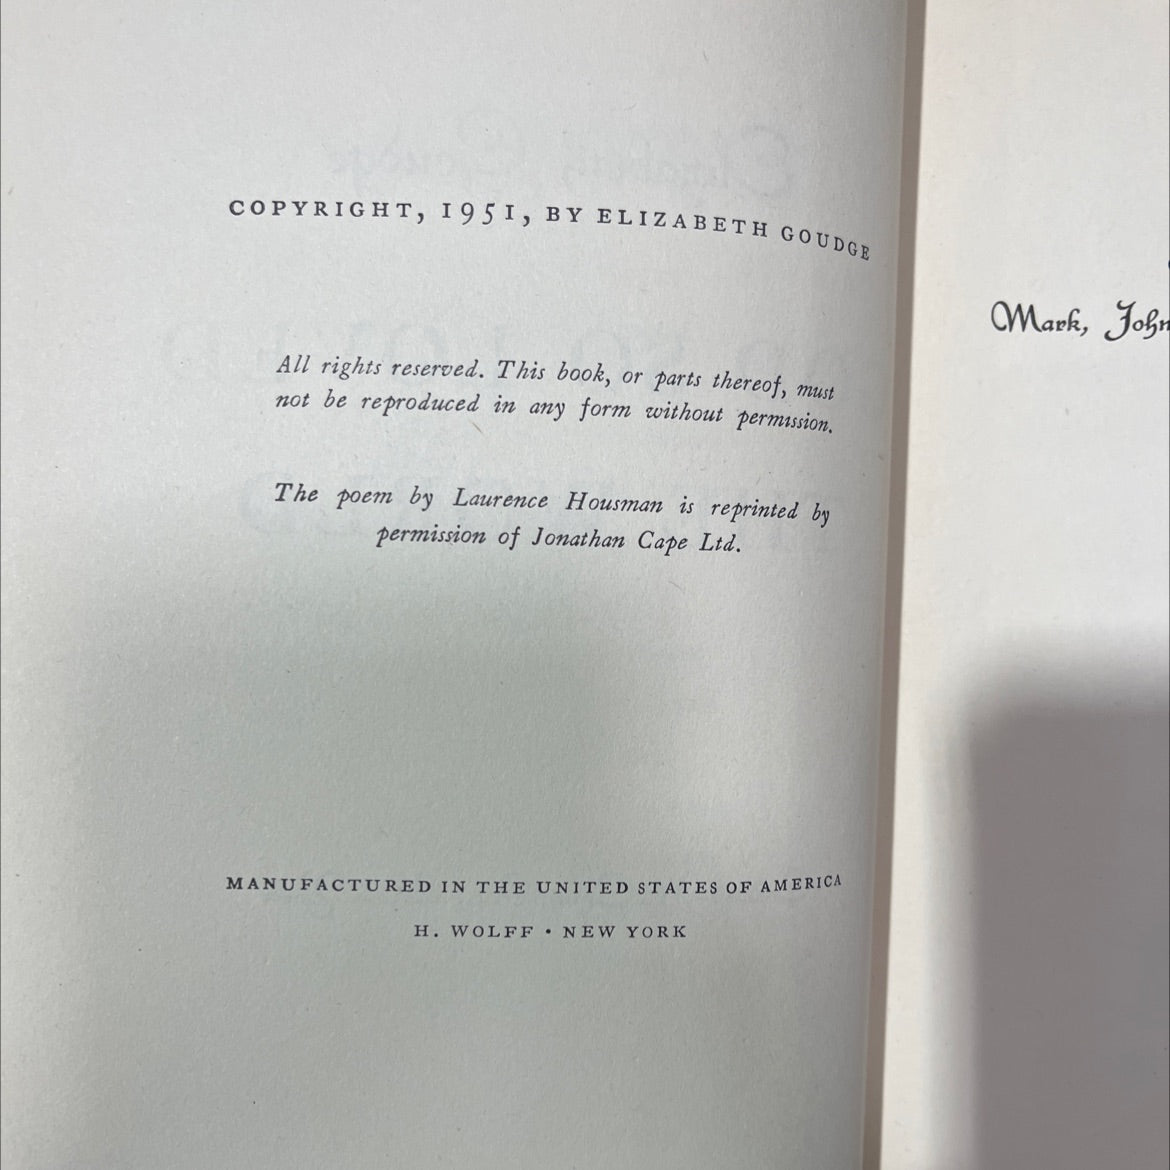 COPYRIGHT, 1951, BY ELIZABETH GOUDGE
All rights reserved. This book, or parts thereof, must
not be reproduced in any form without permission.
The poem by Laurence Housman is reprinted by
permission of Jonathan Cape Ltd.
MANUFACTURED IN THE UNITED STATES OF AMERICA
H. WOLFF • NEW YORK
Mark, John